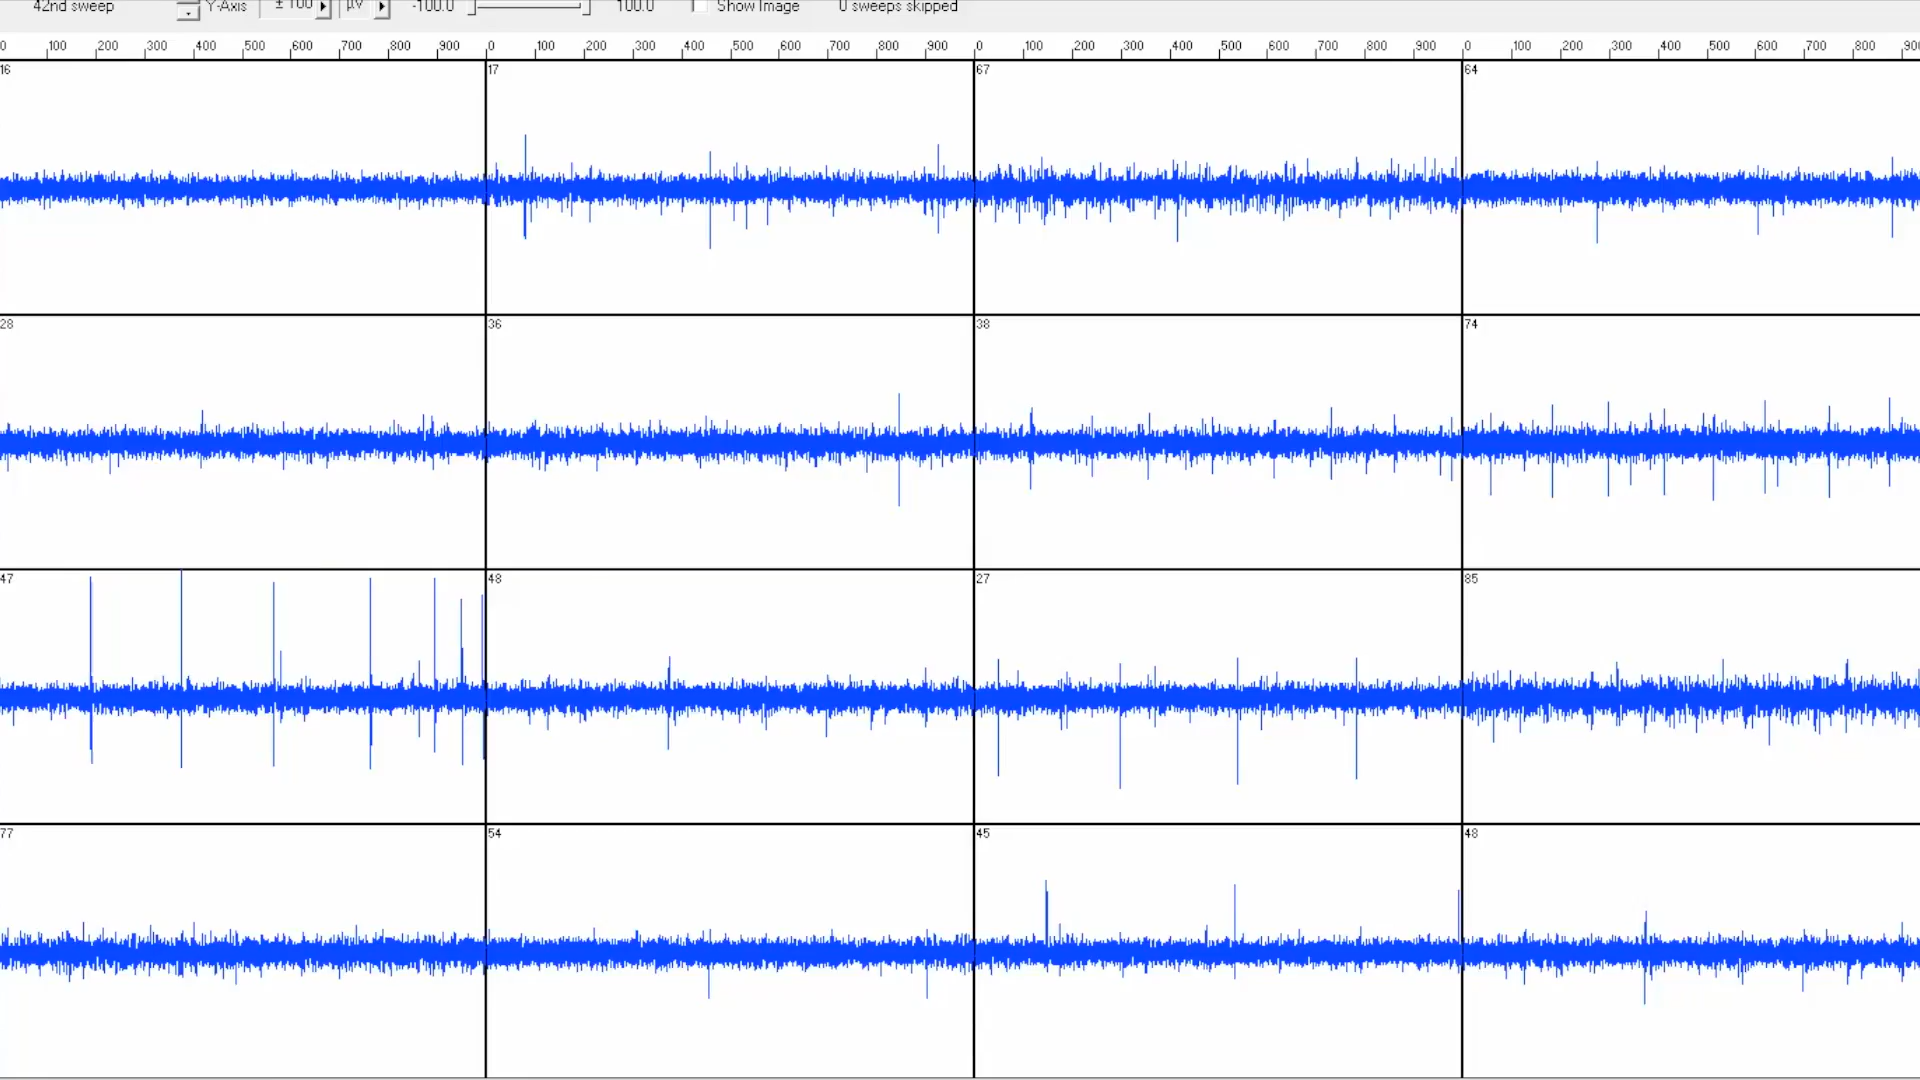 42nd sweep Y-Axis ± 100 µV -100.0 100.0 Show Image 0 sweeps skipped
0 100 200 300 400 500 600 700 800 900 0 100 200 300 400 500 600 700 800 900 0 100 200 300 400 500 600 700 800 900 0 100 200 300 400 500 600 700 800 900
16 17 67 64
28 36 38 74
47 48 27 85
77 54 45 48